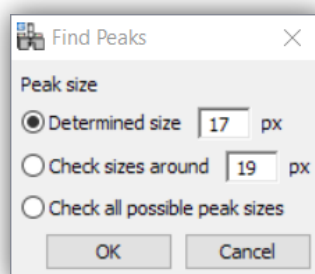 Find Peaks
Peak size
Determined size 17 px
Check sizes around 19 px
Check all possible peak sizes
OK Cancel